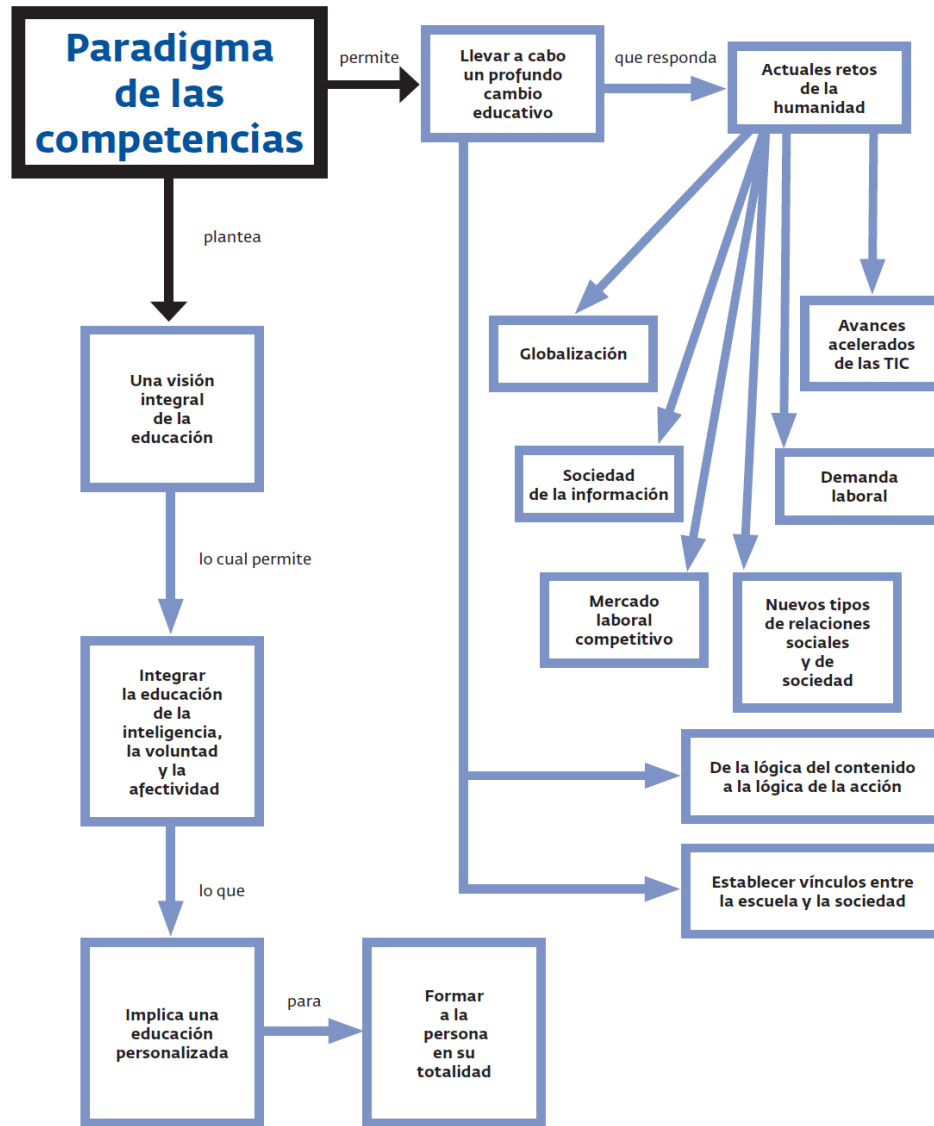 Paradigma
de las
competencias
permite
Llevar a cabo
un profundo
cambio
educativo
que responda
Actuales retos
de la
humanidad
plantea
Globalización
Avances
acelerados
de las TIC
Una visión
integral
de la
educación
Sociedad
de la información
Demanda
laboral
lo cual permite
Mercado
laboral
competitivo
Nuevos tipos
de relaciones
sociales
y de
sociedad
Integrar
la educación
de la
inteligencia,
la voluntad
y la
afectividad
De la lógica del contenido
a la lógica de la acción
lo que
Establecer vínculos entre
la escuela y la sociedad
Implica una
educación
personalizada
para
Formar
a la
persona
en su
totalidad